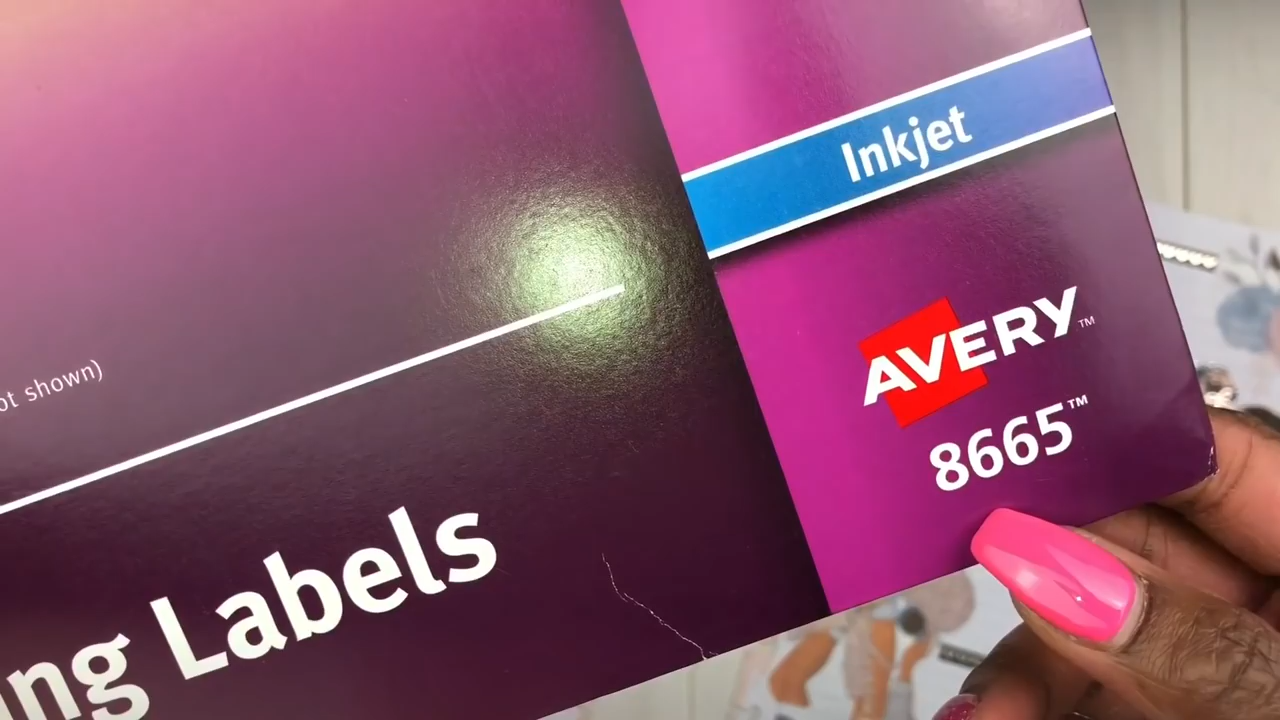 Inkjet
AVERY™
8665™
ot shown)
ng Labels